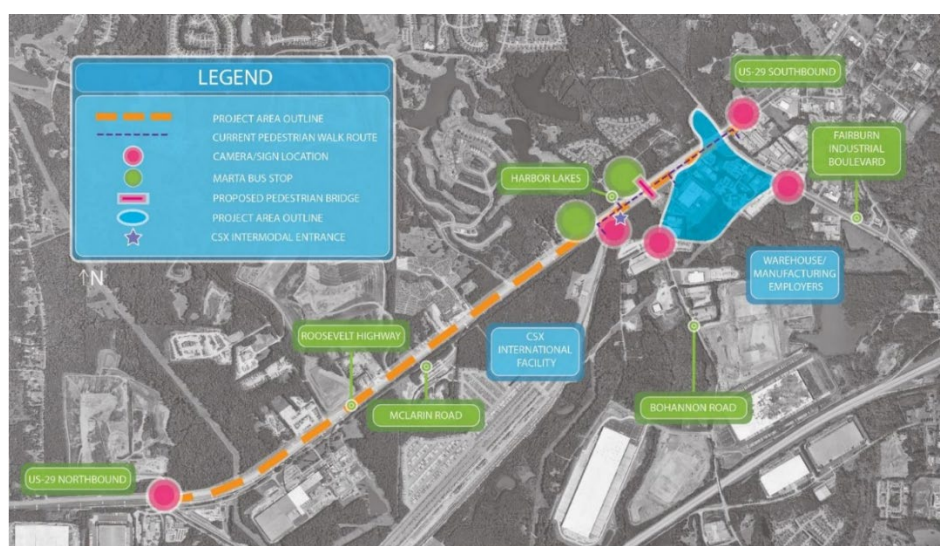 LEGEND
PROJECT AREA OUTLINE
CURRENT PEDESTRIAN WALK ROUTE
CAMERA/SIGN LOCATION
MARTA BUS STOP
PROPOSED PEDESTRIAN BRIDGE
PROJECT AREA OUTLINE
CSX INTERMODAL ENTRANCE
N
US-29 SOUTHBOUND
FAIRBURN
INDUSTRIAL
BOULEVARD
HARBOR LAKES
WAREHOUSE/
MANUFACTURING
EMPLOYERS
ROOSEVELT HIGHWAY
CSX
INTERNATIONAL
FACILITY
MCLARIN ROAD
BOHANNON ROAD
US-29 NORTHBOUND